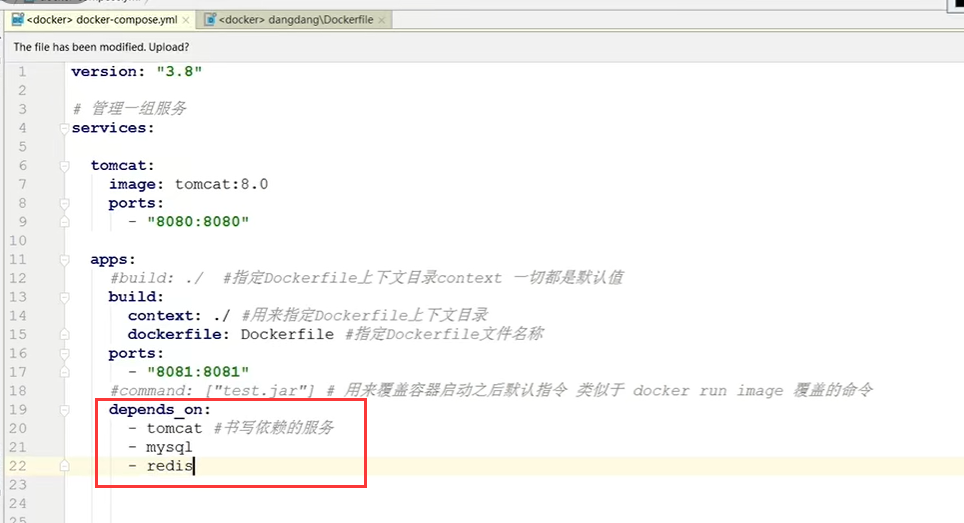 <docker> docker-compose.yml
<docker> dangdang\Dockerfile
The file has been modified. Upload?
1 version: "3.8"
2
3 # 管理一组服务
4 services:
5
6 tomcat:
7 image: tomcat:8.0
8 ports:
9 - "8080:8080"
10
11 apps:
12 #build: ./ #指定Dockerfile上下文目录context 一切都是默认值
13 build:
14 context: ./ #用来指定Dockerfile上下文目录
15 dockerfile: Dockerfile #指定Dockerfile文件名称
16 ports:
17 - "8081:8081"
18 #command: ["test.jar"] # 用来覆盖容器启动之后默认指令 类似于 docker run image 覆盖的命令
19 depends_on:
20 - tomcat #书写依赖的服务
21 - mysql
22 - redis
23
24
25